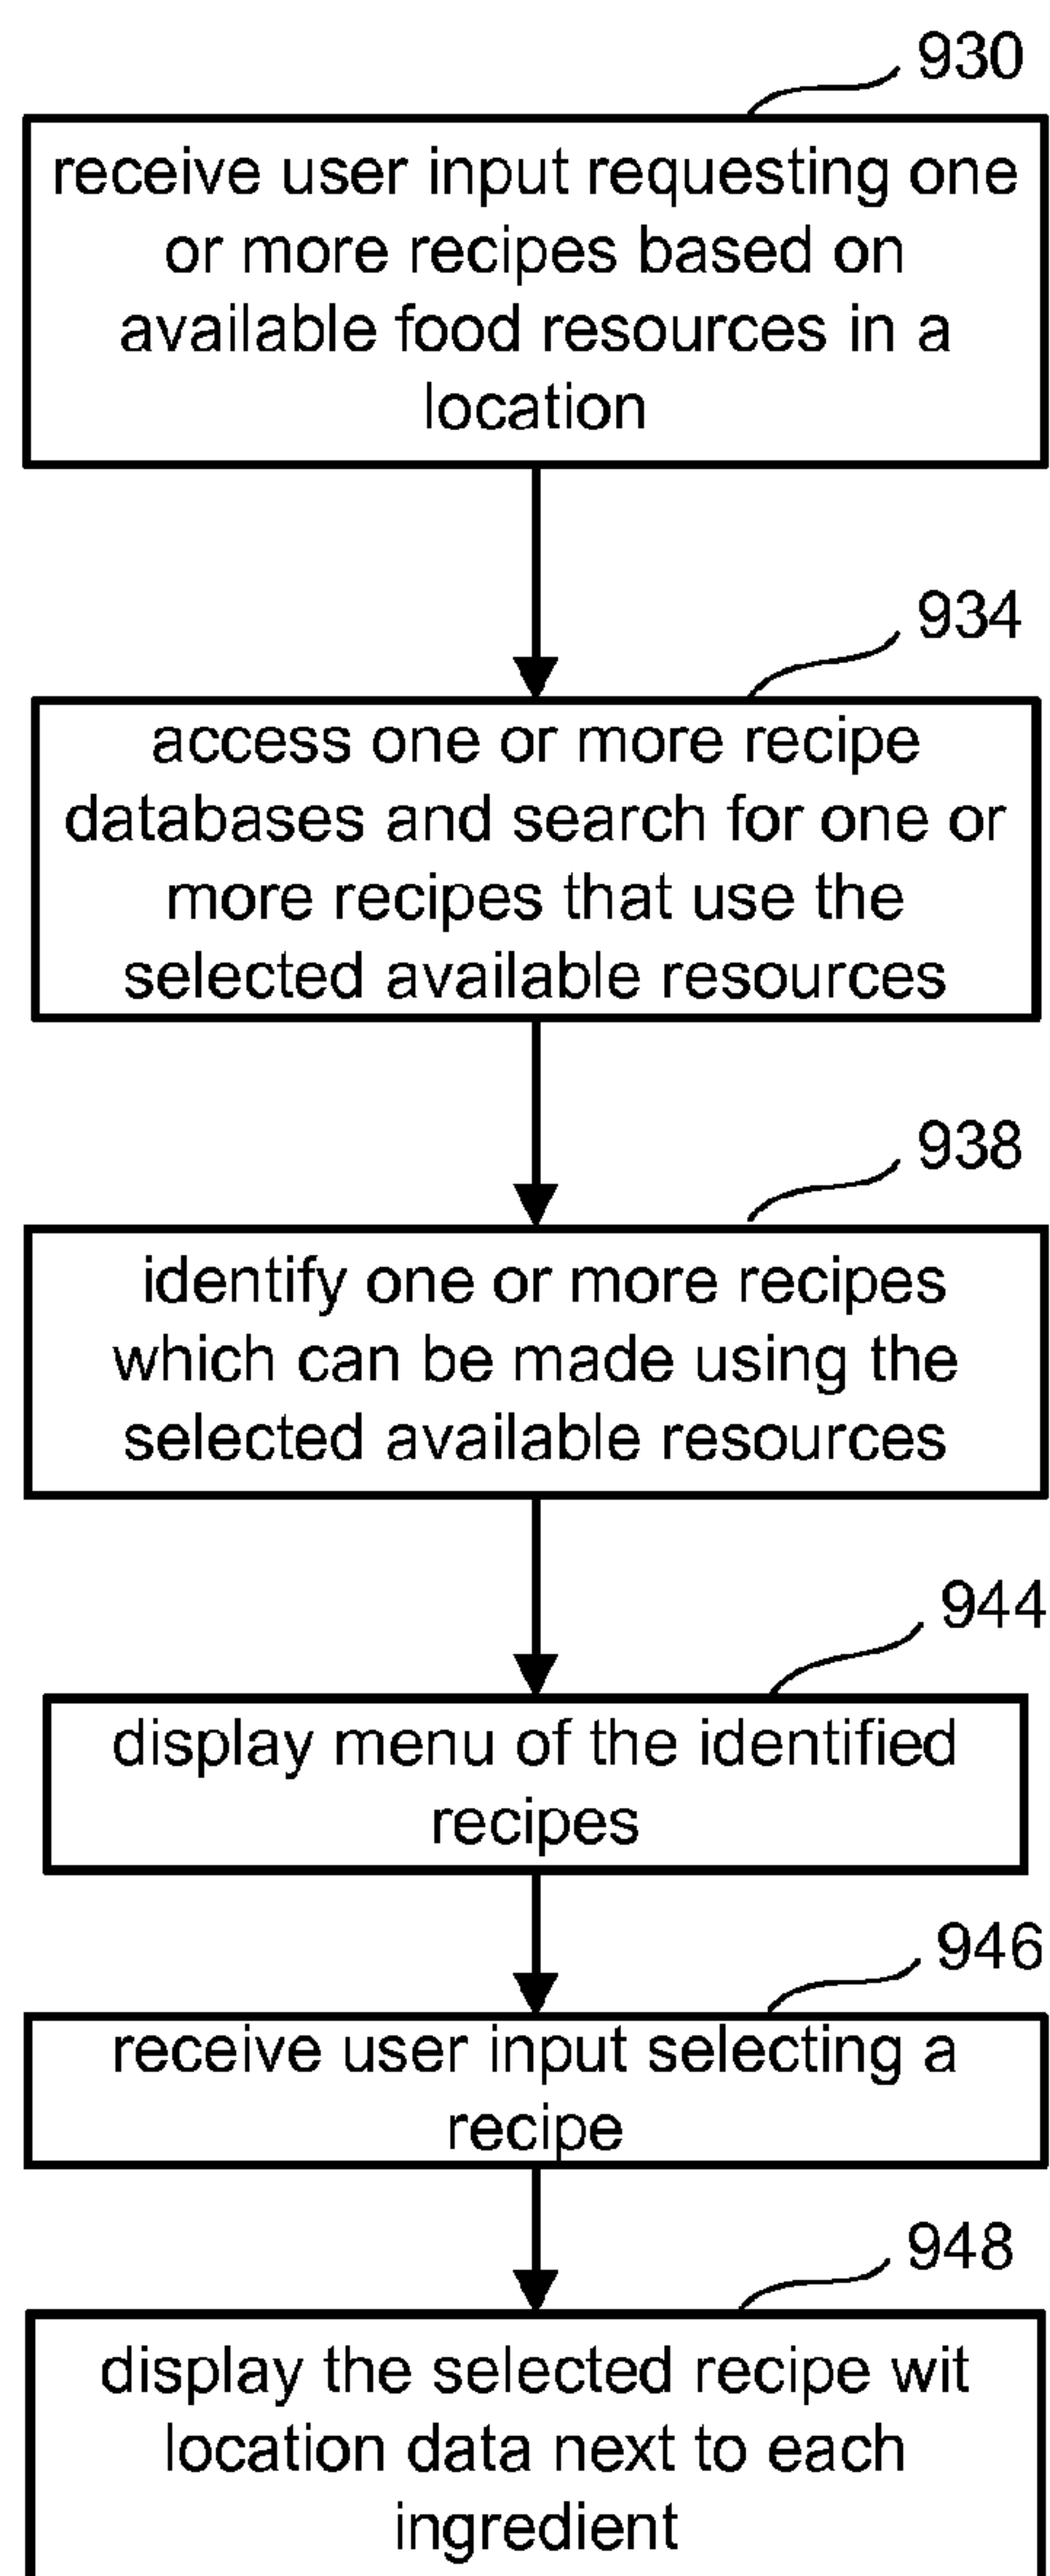 930
receive user input requesting one
or more recipes based on
available food resources in a
location
934
access one or more recipe
databases and search for one or
more recipes that use the
selected available resources
938
identify one or more recipes
which can be made using the
selected available resources
944
display menu of the identified
recipes
946
receive user input selecting a
recipe
948
display the selected recipe wit
location data next to each
ingredient